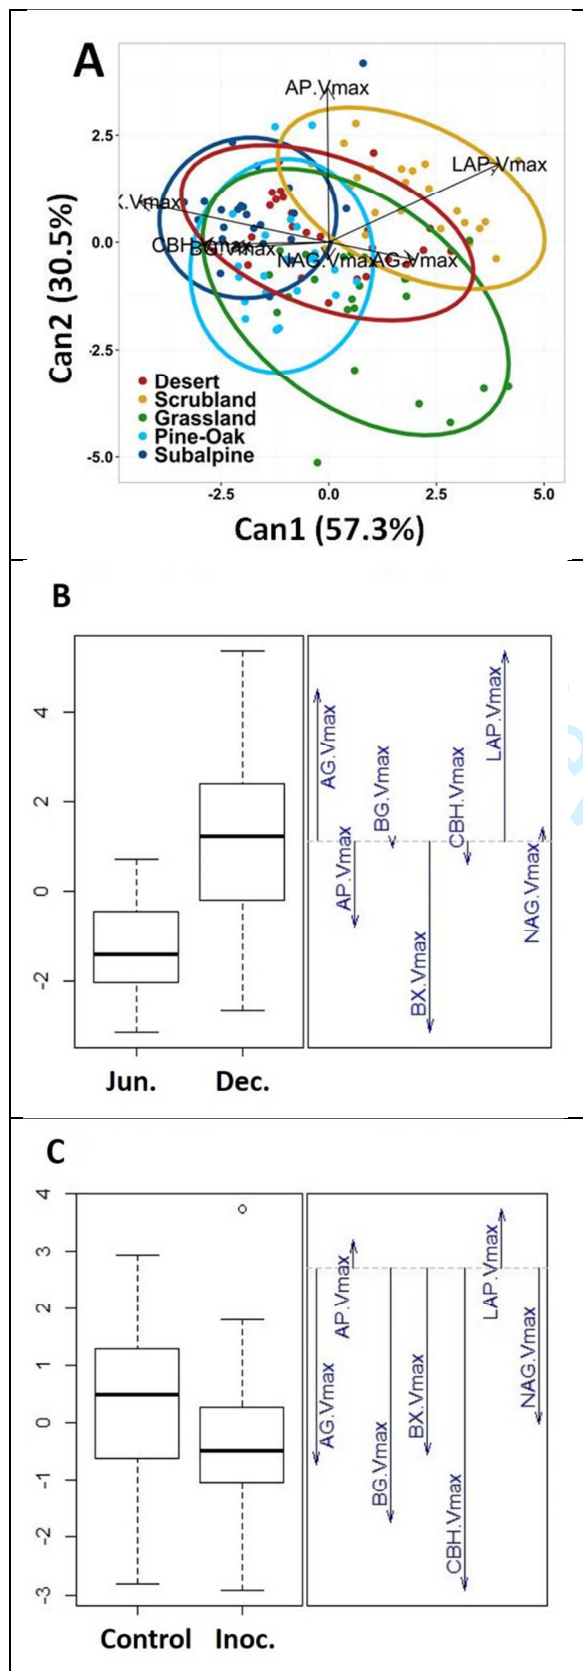 A
AP.Vmax
LAP.Vmax
X.Vmax
CBH.Vmax
BG.Vmax
NAG.Vmax
AG.Vmax
2.5
0.0
-2.5
-5.0
Can2 (30.5%)
Desert
Scrubland
Grassland
Pine-Oak
Subalpine
-2.5 0.0 2.5 5.0
Can1 (57.3%)
B
4
2
0
-2
Jun. Dec.
AG.Vmax
AP.Vmax
BG.Vmax
BX.Vmax
CBH.Vmax
LAP.Vmax
NAG.Vmax
C
4
3
2
1
0
-1
-2
-3
Control Inoc.
AG.Vmax
AP.Vmax
BG.Vmax
BX.Vmax
CBH.Vmax
LAP.Vmax
NAG.Vmax